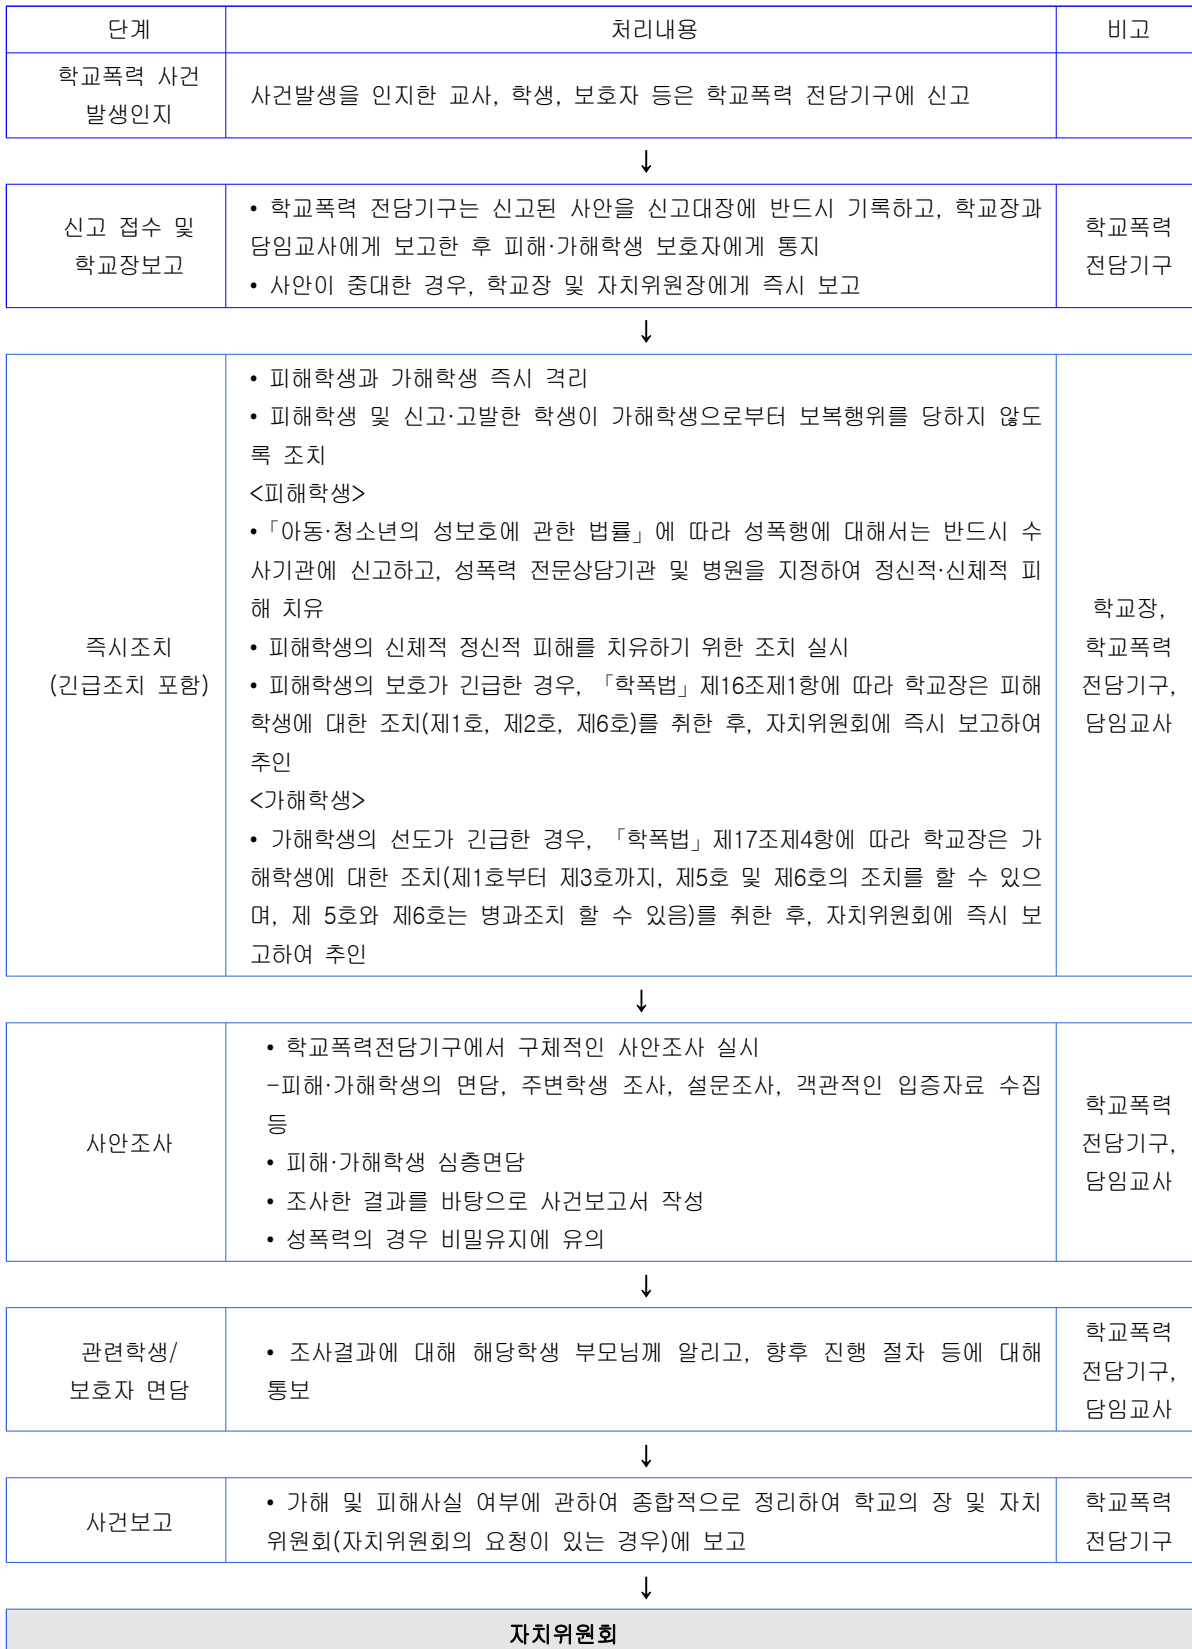 단계 처리내용 비고
학교폭력 사건
발생인지
사건발생을 인지한 교사, 학생, 보호자 등은 학교폭력 전담기구에 신고
↓
신고 접수 및
학교장보고
• 학교폭력 전담기구는 신고된 사안을 신고대장에 반드시 기록하고, 학교장과
담임교사에게 보고한 후 피해·가해학생 보호자에게 통지
• 사안이 중대한 경우, 학교장 및 자치위원장에게 즉시 보고
학교폭력
전담기구
↓
즉시조치
(긴급조치 포함)
• 피해학생과 가해학생 즉시 격리
• 피해학생 및 신고·고발한 학생이 가해학생으로부터 보복행위를 당하지 않도
록 조치
<피해학생>
•「아동·청소년의 성보호에 관한 법률」에 따라 성폭행에 대해서는 반드시 수
사기관에 신고하고, 성폭력 전문상담기관 및 병원을 지정하여 정신적·신체적 피
해 치유
• 피해학생의 신체적 정신적 피해를 치유하기 위한 조치 실시
• 피해학생의 보호가 긴급한 경우, 「학폭법」제16조제1항에 따라 학교장은 피해
학생에 대한 조치(제1호, 제2호, 제6호)를 취한 후, 자치위원회에 즉시 보고하여
추인
<가해학생>
• 가해학생의 선도가 긴급한 경우, 「학폭법」제17조제4항에 따라 학교장은 가
해학생에 대한 조치(제1호부터 제3호까지, 제5호 및 제6호의 조치를 할 수 있으
며, 제 5호와 제6호는 병과조치 할 수 있음)를 취한 후, 자치위원회에 즉시 보
고하여 추인
학교장,
학교폭력
전담기구,
담임교사
↓
사안조사
• 학교폭력전담기구에서 구체적인 사안조사 실시
-피해·가해학생의 면담, 주변학생 조사, 설문조사, 객관적인 입증자료 수집
등
• 피해·가해학생 심층면담
• 조사한 결과를 바탕으로 사건보고서 작성
• 성폭력의 경우 비밀유지에 유의
학교폭력
전담기구,
담임교사
↓
관련학생/
보호자 면담
• 조사결과에 대해 해당학생 부모님께 알리고, 향후 진행 절차 등에 대해
통보
학교폭력
전담기구,
담임교사
↓
사건보고
• 가해 및 피해사실 여부에 관하여 종합적으로 정리하여 학교의 장 및 자치
위원회(자치위원회의 요청이 있는 경우)에 보고
학교폭력
전담기구
↓
자치위원회